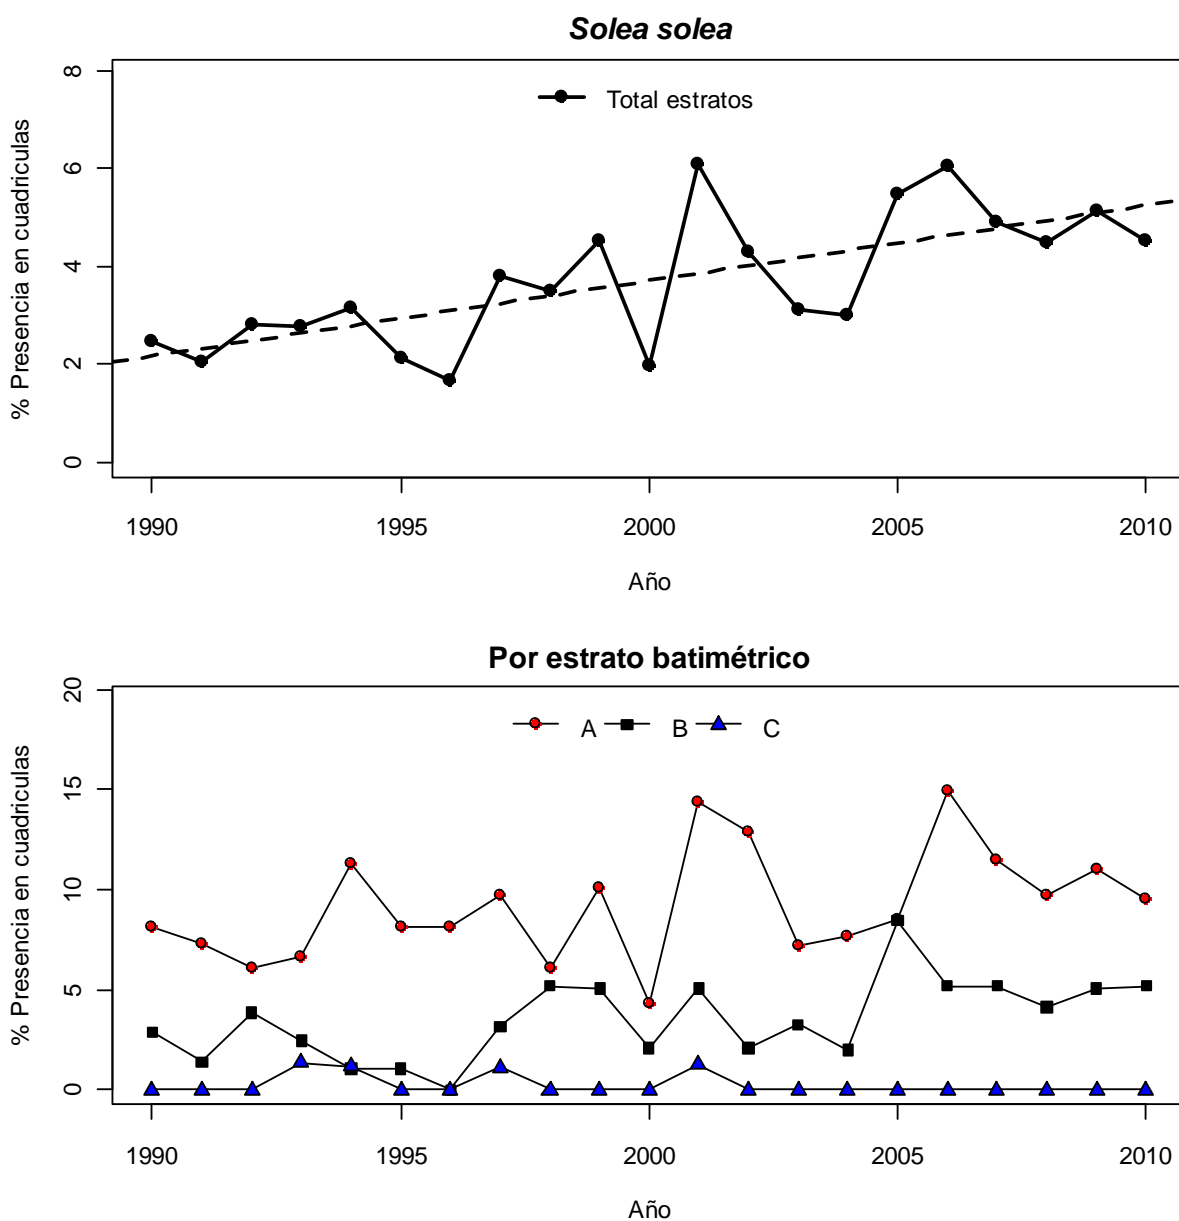 Solea solea
Total estratos
% Presencia en cuadriculas
8
6
4
2
0
1990 1995 2000 2005 2010
Año
Por estrato batimétrico
A B C
% Presencia en cuadriculas
20
15
10
5
0
1990 1995 2000 2005 2010
Año